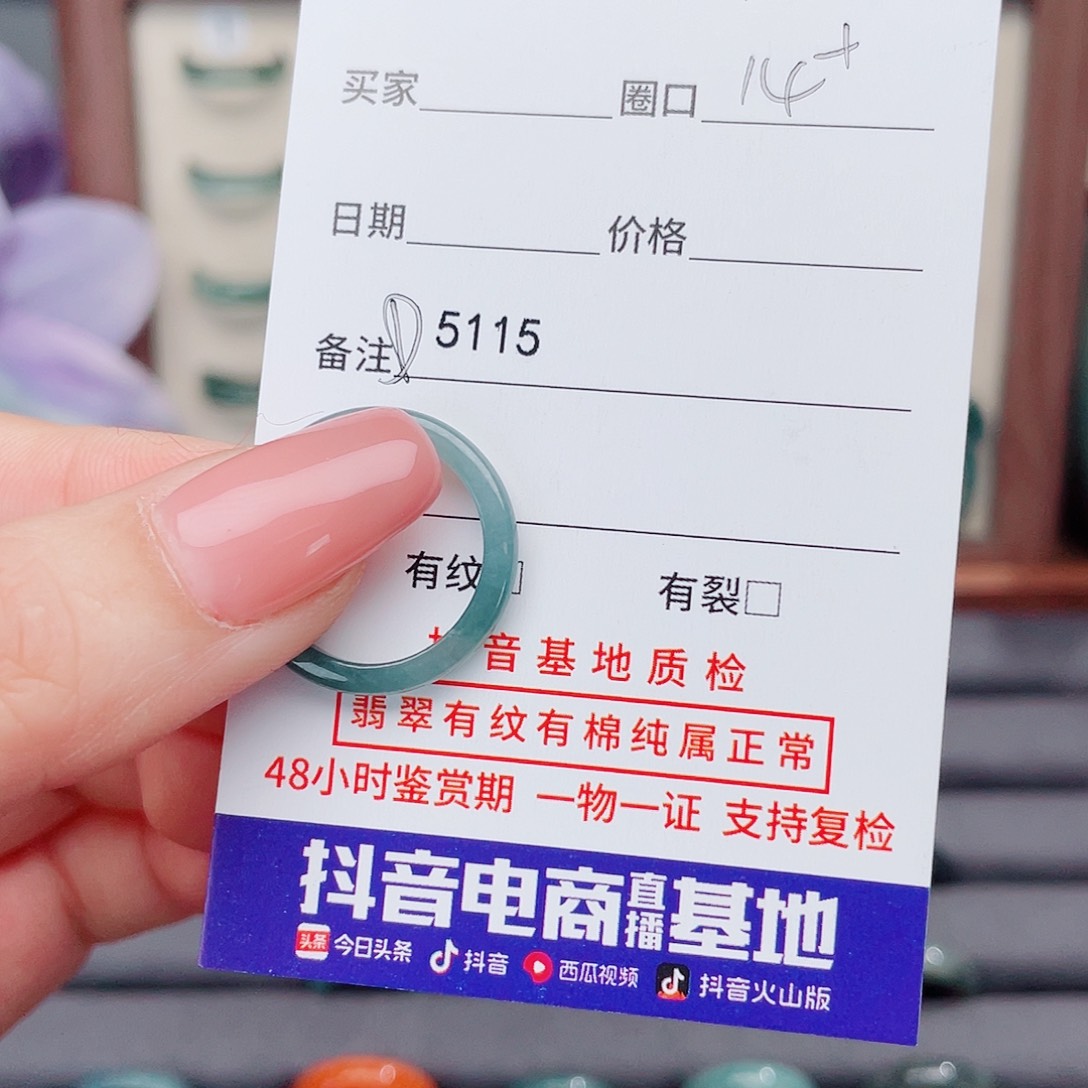 买家 圈口 14+
日期 价格
备注 5115
有纹 有裂
音基地质检
翡翠有纹有棉纯属正常
48小时鉴赏期 一物一证 支持复检
抖音电商直播基地
头条 今日头条 抖音 西瓜视频 抖音火山版